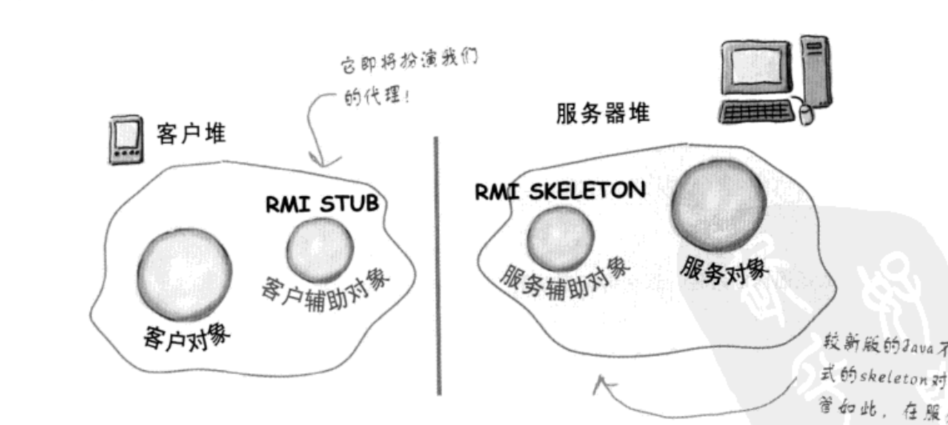 它即将扮演我们
的代理!
客户堆
服务器堆
RMI STUB
RMI SKELETON
客户辅助对象
客户对象
服务辅助对象
服务对象
较新版的Java不
式的skeleton对
管如此，在服